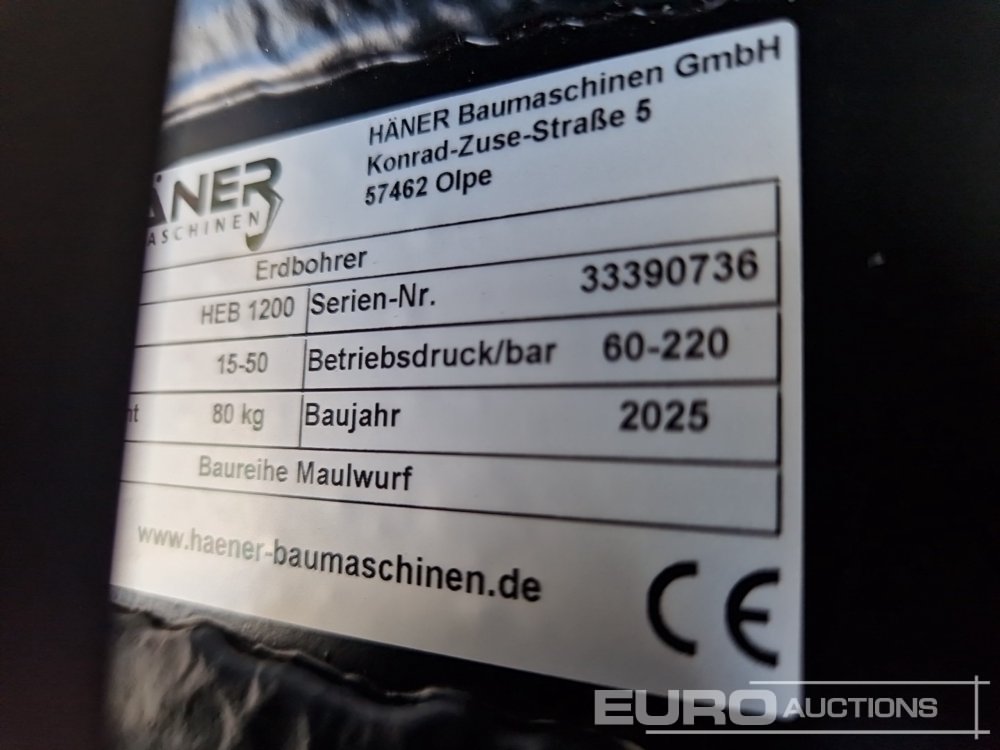 HÄNER Baumaschinen GmbH
Konrad-Zuse-Straße 5
57462 Olpe
ÄNER
ASCHINEN
Erdbohrer
HEB 1200 Serien-Nr. 33390736
15-50 Betriebsdruck/bar 60-220
ht 80 kg Baujahr 2025
Baureihe Maulwurf
www.haener-baumaschinen.de
CE
EURO AUCTIONS